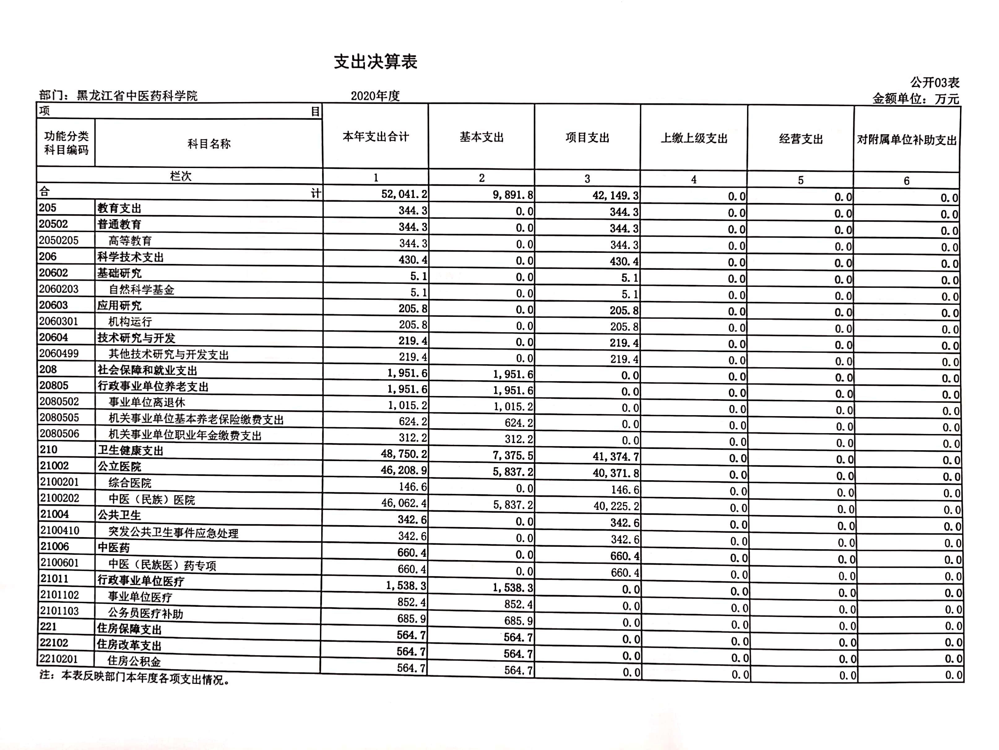 支出决算表
公开03表
部门：黑龙江省中医药科学院 2020年度 金额单位：万元
项 目 本年支出合计 基本支出 项目支出 上缴上级支出 经营支出 对附属单位补助支出
功能分类科目编码 科目名称
栏次 1 2 3 4 5 6
合 计 52,041.2 9,891.8 42,149.3 0.0 0.0 0.0
205 教育支出 344.3 0.0 344.3 0.0 0.0 0.0
20502 普通教育 344.3 0.0 344.3 0.0 0.0 0.0
2050205 高等教育 344.3 0.0 344.3 0.0 0.0 0.0
206 科学技术支出 430.4 0.0 430.4 0.0 0.0 0.0
20602 基础研究 5.1 0.0 5.1 0.0 0.0 0.0
2060203 自然科学基金 5.1 0.0 5.1 0.0 0.0 0.0
20603 应用研究 205.8 0.0 205.8 0.0 0.0 0.0
2060301 机构运行 205.8 0.0 205.8 0.0 0.0 0.0
20604 技术研究与开发 219.4 0.0 219.4 0.0 0.0 0.0
2060499 其他技术研究与开发支出 219.4 0.0 219.4 0.0 0.0 0.0
208 社会保障和就业支出 1,951.6 1,951.6 0.0 0.0 0.0 0.0
20805 行政事业单位养老支出 1,951.6 1,951.6 0.0 0.0 0.0 0.0
2080502 事业单位离退休 1,015.2 1,015.2 0.0 0.0 0.0 0.0
2080505 机关事业单位基本养老保险缴费支出 624.2 624.2 0.0 0.0 0.0 0.0
2080506 机关事业单位职业年金缴费支出 312.2 312.2 0.0 0.0 0.0 0.0
210 卫生健康支出 48,750.2 7,375.5 41,374.7 0.0 0.0 0.0
21002 公立医院 46,208.9 5,837.2 40,371.8 0.0 0.0 0.0
2100201 综合医院 146.6 0.0 146.6 0.0 0.0 0.0
2100202 中医（民族）医院 46,062.4 5,837.2 40,225.2 0.0 0.0 0.0
21004 公共卫生 342.6 0.0 342.6 0.0 0.0 0.0
2100410 突发公共卫生事件应急处理 342.6 0.0 342.6 0.0 0.0 0.0
21006 中医药 660.4 0.0 660.4 0.0 0.0 0.0
2100601 中医（民族医）药专项 660.4 0.0 660.4 0.0 0.0 0.0
21011 行政事业单位医疗 1,538.3 1,538.3 0.0 0.0 0.0 0.0
2101102 事业单位医疗 852.4 852.4 0.0 0.0 0.0 0.0
2101103 公务员医疗补助 685.9 685.9 0.0 0.0 0.0 0.0
221 住房保障支出 564.7 564.7 0.0 0.0 0.0 0.0
22102 住房改革支出 564.7 564.7 0.0 0.0 0.0 0.0
2210201 住房公积金 564.7 564.7 0.0 0.0 0.0 0.0
注：本表反映部门本年度各项支出情况。